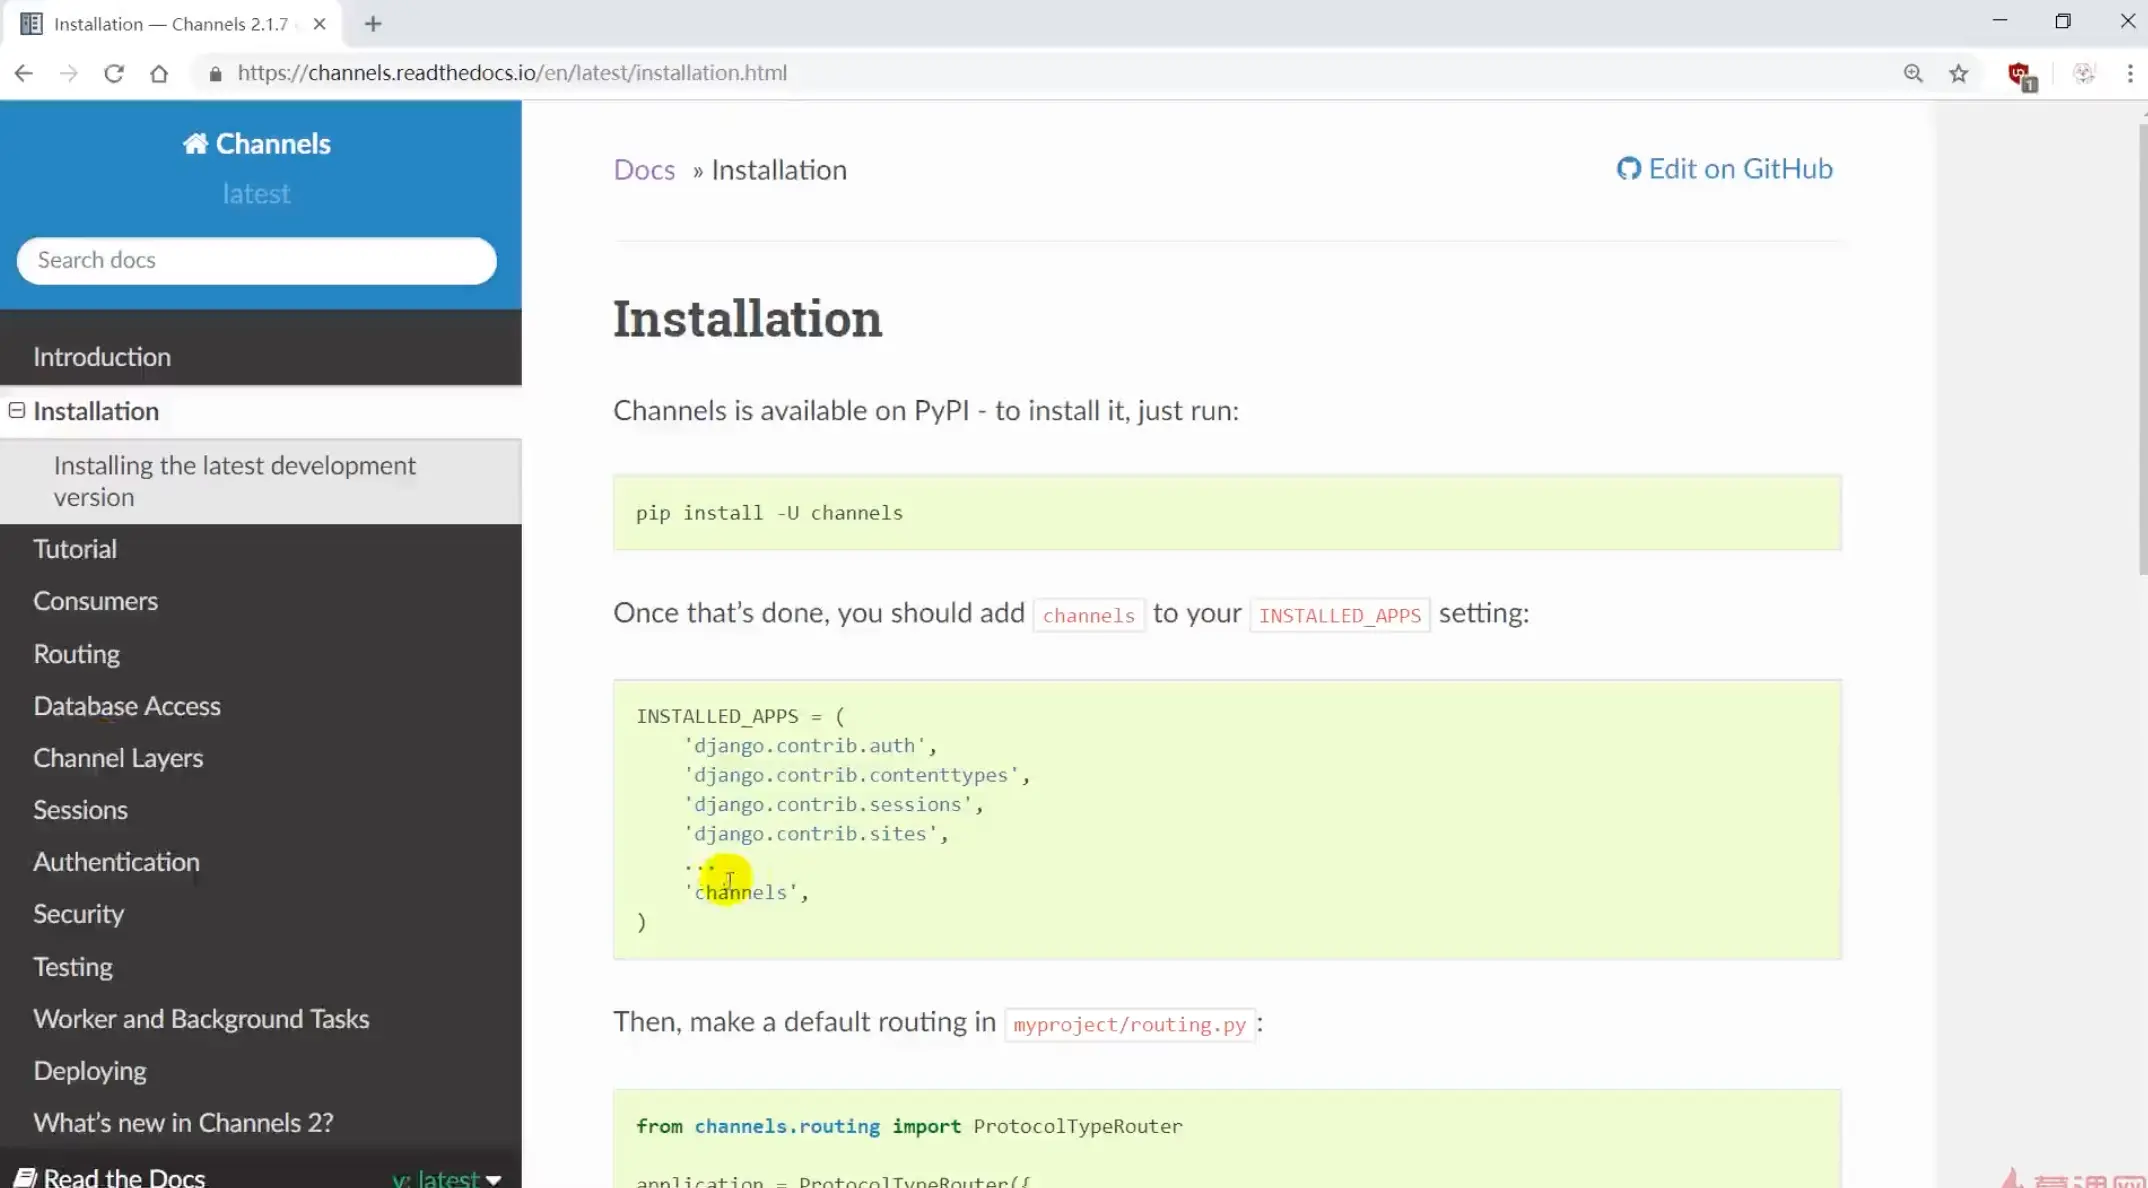 Installation — Channels 2.1.7
https://channels.readthedocs.io/en/latest/installation.html
1
Channels
latest
Search docs
Introduction
Installation
Installing the latest development
version
Tutorial
Consumers
Routing
Database Access
Channel Layers
Sessions
Authentication
Security
Testing
Worker and Background Tasks
Deploying
What's new in Channels 2?
Read the Docs
v: latest
Docs » Installation
Edit on GitHub
Installation
Channels is available on PyPI - to install it, just run:
pip install -U channels
Once that's done, you should add channels to your INSTALLED_APPS setting:
INSTALLED_APPS = (
    'django.contrib.auth',
    'django.contrib.contenttypes',
    'django.contrib.sessions',
    'django.contrib.sites',
    ...
    'channels',
)
Then, make a default routing in myproject/routing.py:
from channels.routing import ProtocolTypeRouter
application = ProtocolTypeRouter({